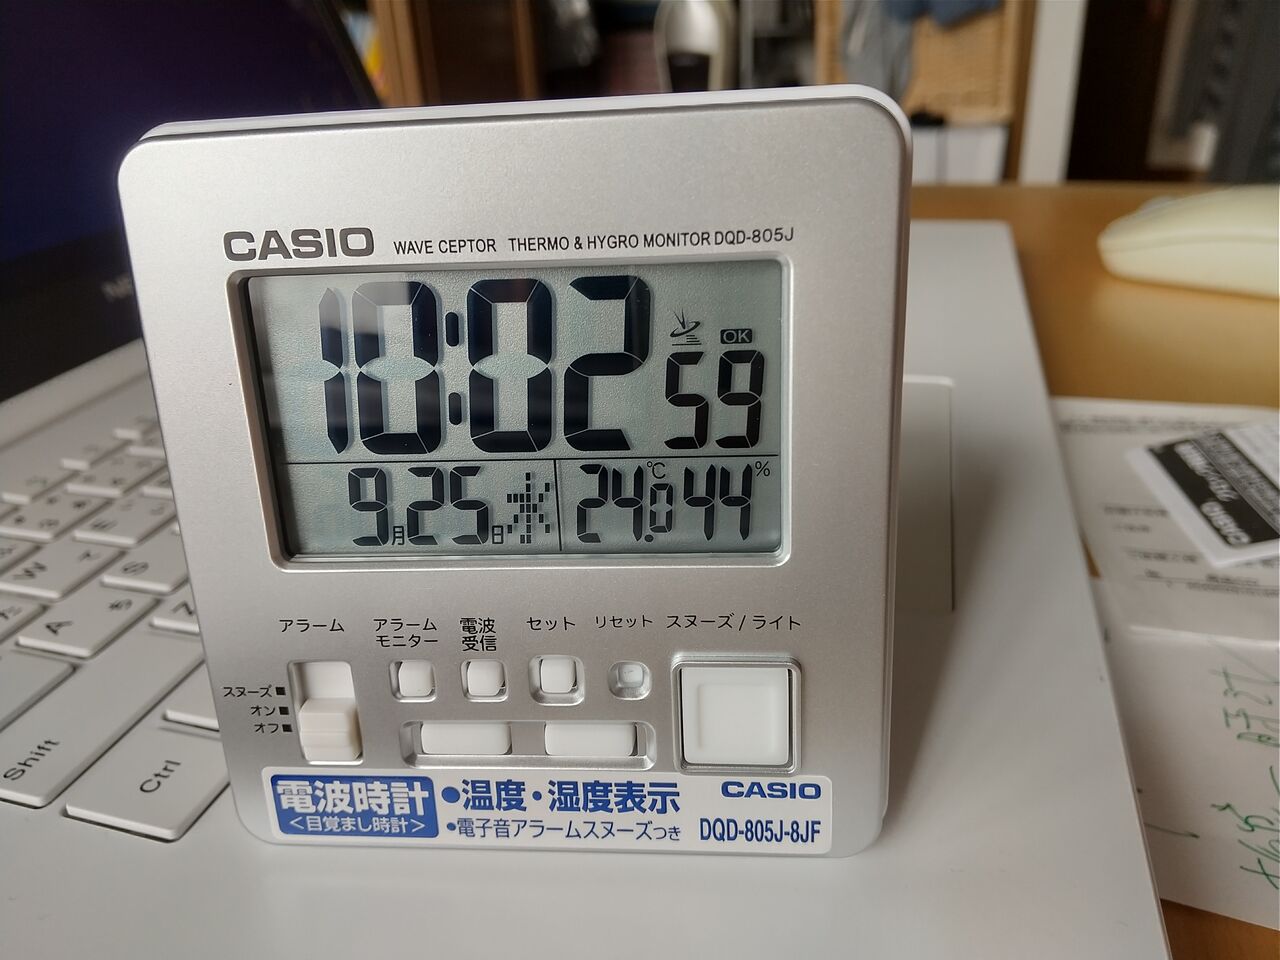 CASIO WAVE CEPTOR THERMO & HYGRO MONITOR DQD-805J
10:02 59 OK
9月25日 水 24.0℃ 44%
アラーム
アラームモニター
電波受信
セット
リセット
スヌーズ / ライト
スヌーズ■
オン■
オフ■
電波時計
<目覚まし時計>
●温度・湿度表示
●電子音アラームスヌーズつき
CASIO
DQD-805J-8JF
W
S
A
Z
Shift
Ctrl